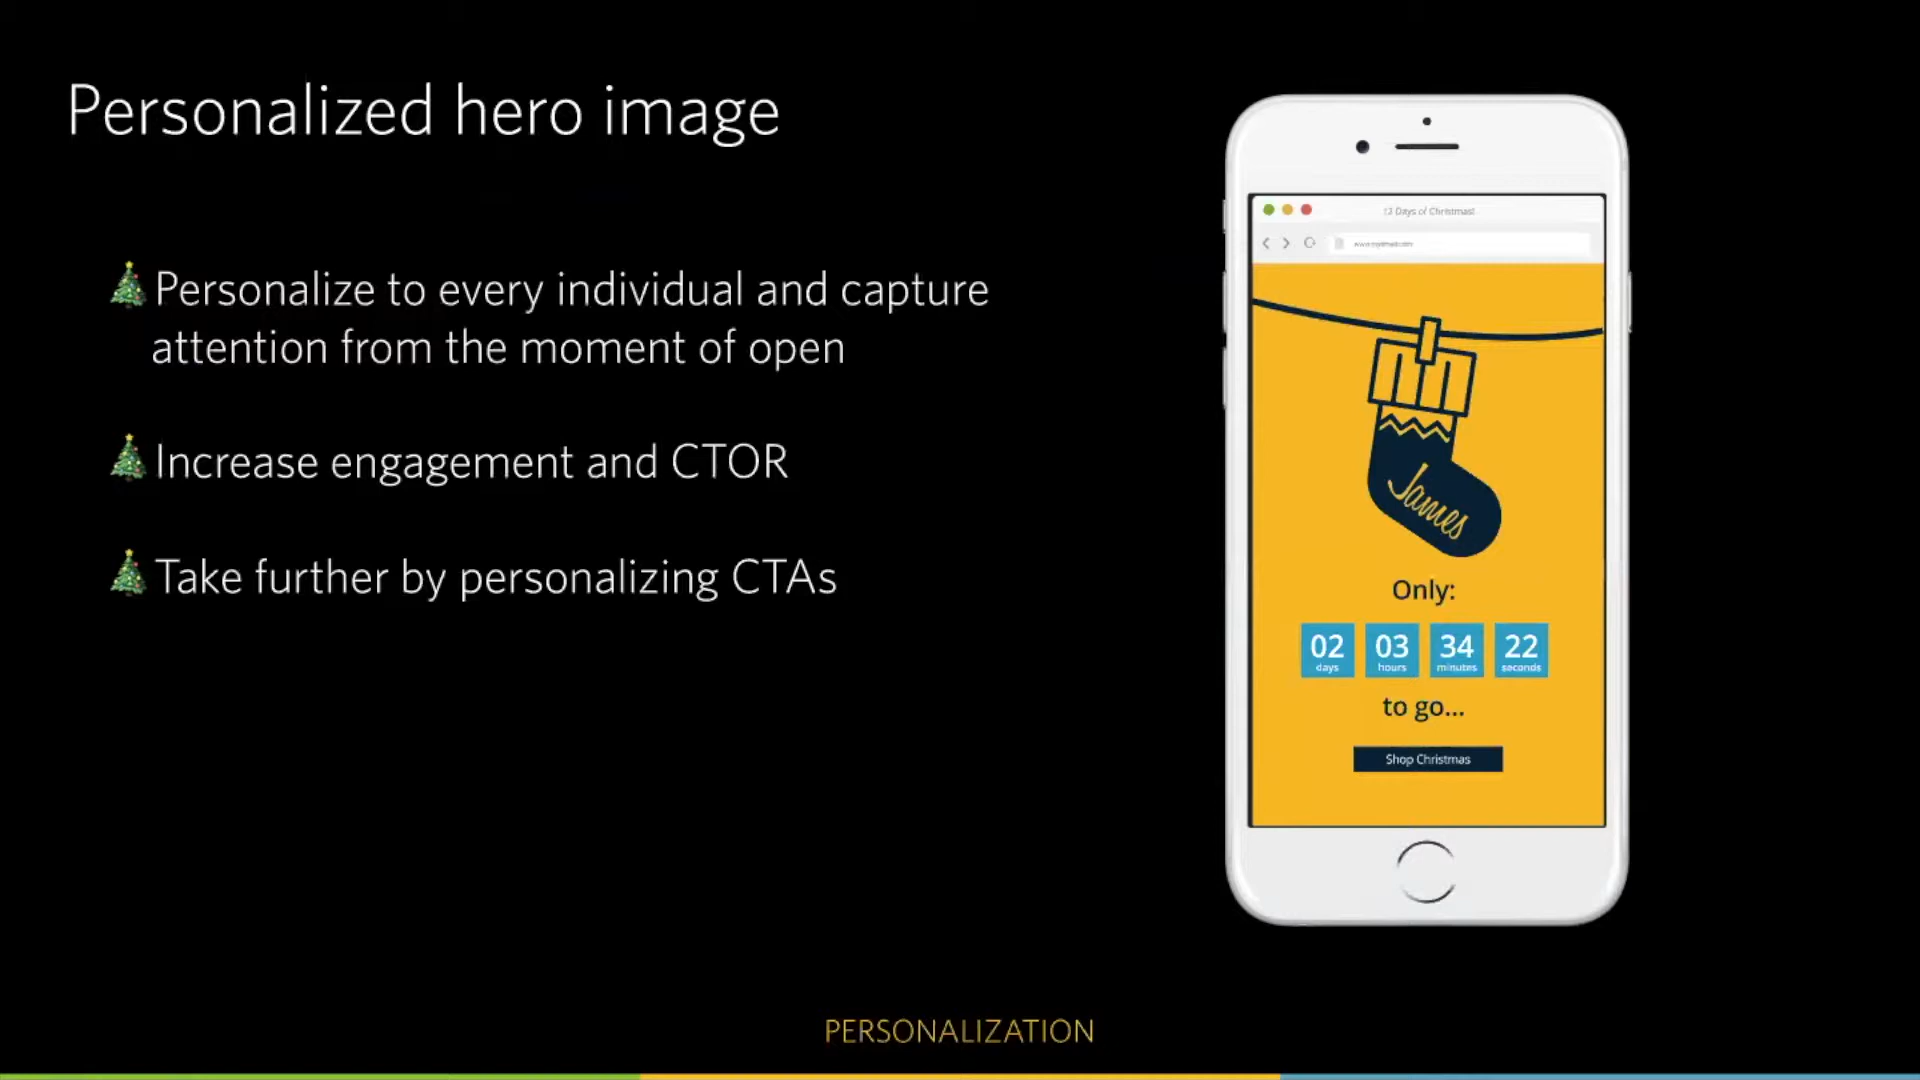 Personalized hero image
Personalize to every individual and capture
attention from the moment of open
Increase engagement and CTOR
Take further by personalizing CTAs
12 Days of Christmas!
James
Only:
02 03 34 22
days hours minutes seconds
to go...
Shop Christmas
PERSONALIZATION